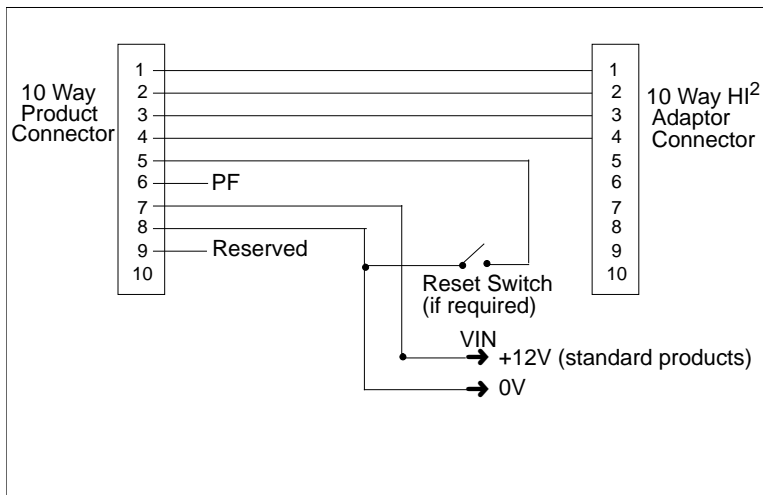 10 Way
Product
Connector
1
2
3
4
5
6
7
8
9
10
PF
Reserved
Reset Switch
(if required)
VIN
+12V (standard products)
0V
1
2
3
4
5
6
7
8
9
10
10 Way HI²
Adaptor
Connector